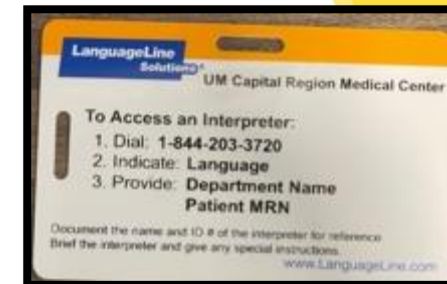 LanguageLine
Solutions®
UM Capital Region Medical Center
To Access an Interpreter:
1. Dial: 1-844-203-3720
2. Indicate: Language
3. Provide: Department Name
Patient MRN
Document the name and ID # of the interpreter for reference
Brief the interpreter and give any special instructions.
www.LanguageLine.com